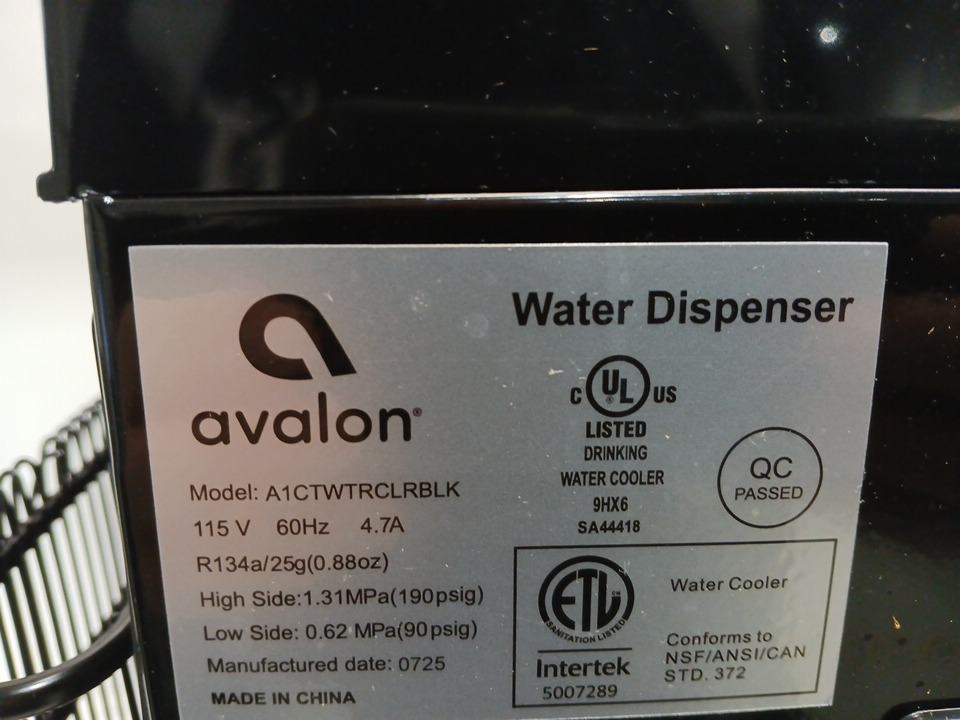 avalon®
Model: A1CTWTRCLRBLK
115 V 60Hz 4.7A
R134a/25g(0.88oz)
High Side:1.31MPa(190psig)
Low Side: 0.62 MPa(90psig)
Manufactured date: 0725
MADE IN CHINA
Water Dispenser
C UL® US
LISTED
DRINKING
WATER COOLER
9HX6
SA44418
QC
PASSED
ETL
SANITATION LISTED
Intertek
5007289
Water Cooler
Conforms to
NSF/ANSI/CAN
STD. 372